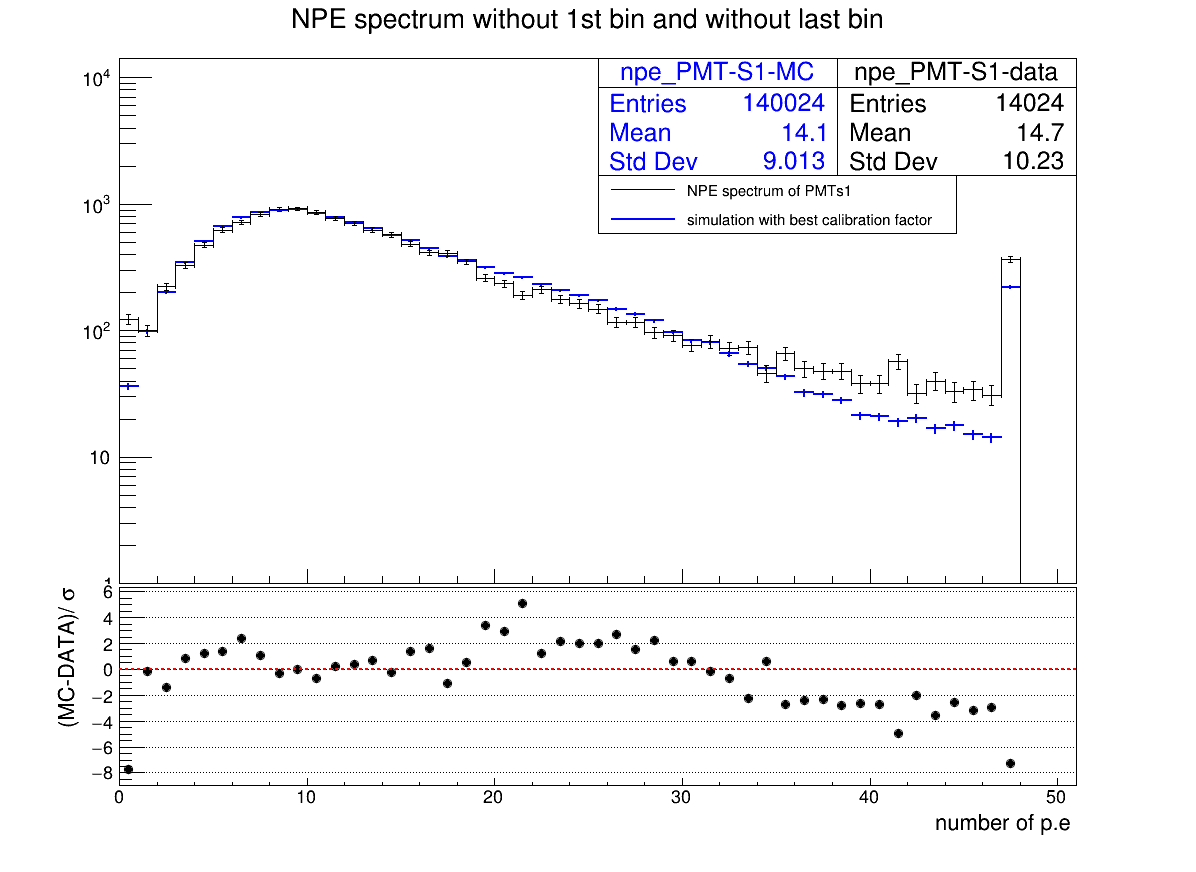 NPE spectrum without 1st bin and without last bin
npe_PMT-S1-MC
Entries 140024
Mean 14.1
Std Dev 9.013
npe_PMT-S1-data
Entries 14024
Mean 14.7
Std Dev 10.23
NPE spectrum of PMTs1
simulation with best calibration factor
10^4
10^3
10^2
10
1
(MC-DATA)/ σ
6
4
2
0
−2
−4
−6
−8
0 10 20 30 40 50
number of p.e